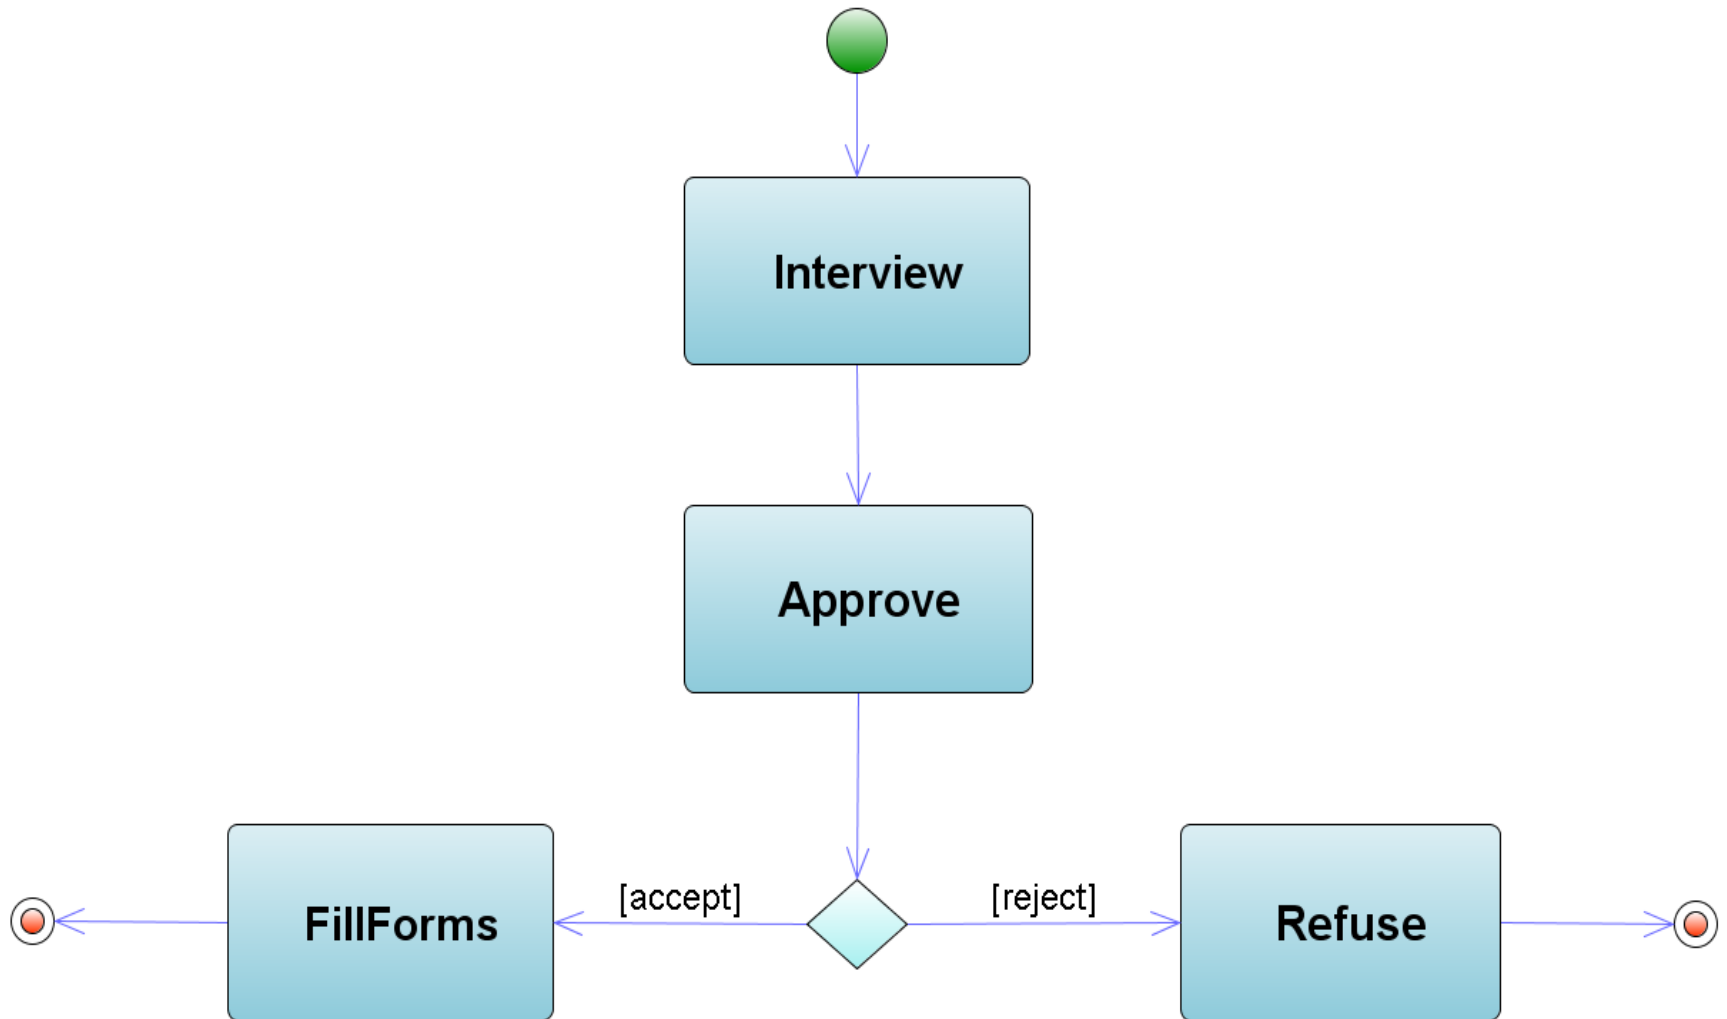 Interview
Approve
[accept]
[reject]
FillForms
Refuse